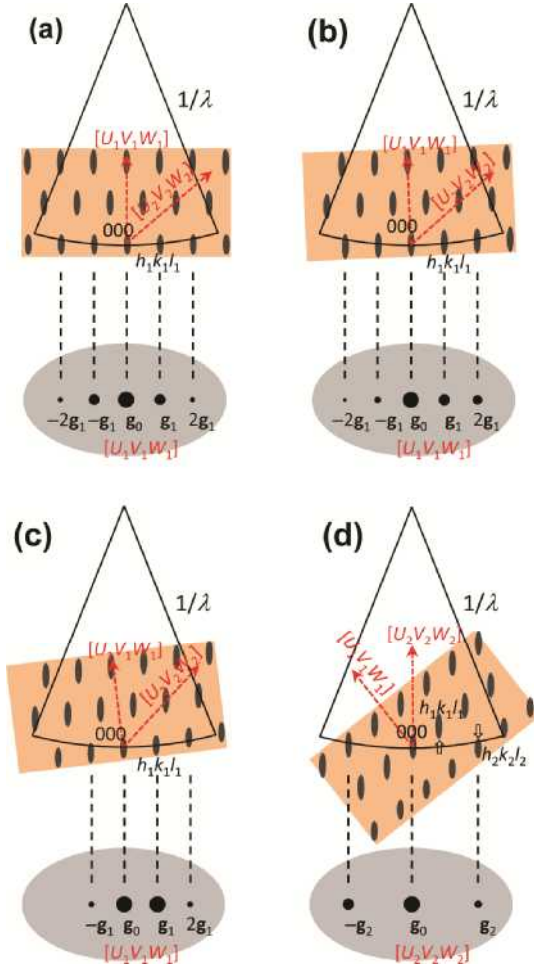 (a)
1/λ
[U₁V₁W₁]
[U₂V₂W₂]
000
h₁k₁l₁
−2g₁ −g₁ g₀ g₁ 2g₁
[U₁V₁W₁]
(b)
1/λ
[U₁V₁W₁]
[U₂V₂W₂]
000
h₁k₁l₁
−2g₁ −g₁ g₀ g₁ 2g₁
[U₁V₁W₁]
(c)
1/λ
[U₁V₁W₁]
[U₂V₂W₂]
000
h₁k₁l₁
−g₁ g₀ g₁ 2g₁
[U₁V₁W₁]
(d)
1/λ
[U₁V₁W₁]
[U₂V₂W₂]
h₁k₁l₁
000
h₂k₂l₂
−g₂ g₀ g₂
[U₂V₂W₂]